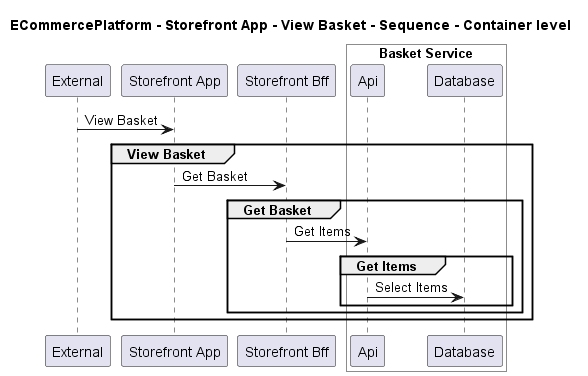 ECommercePlatform - Storefront App - View Basket - Sequence - Container level
Basket Service
External Storefront App Storefront Bff Api Database
View Basket
View Basket
Get Basket
Get Basket
Get Items
Get Items
Select Items
External Storefront App Storefront Bff Api Database